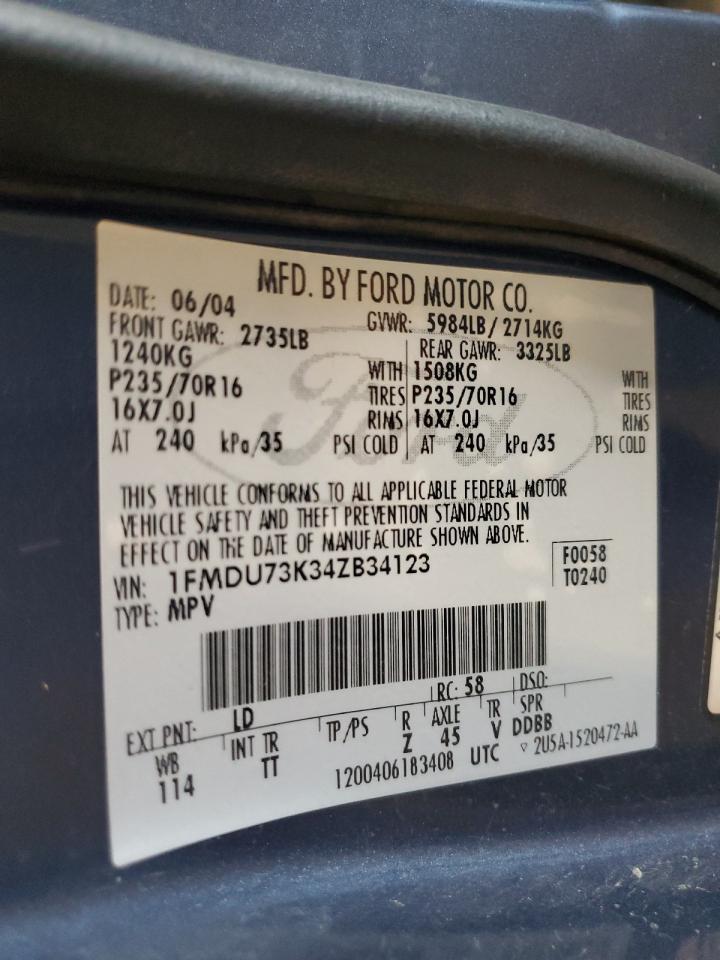 MFD. BY FORD MOTOR CO.
DATE: 06/04 GVWR: 5984LB / 2714KG
FRONT GAWR: 2735LB REAR GAWR: 3325LB
1240KG WITH 1508KG WITH
P235/70R16 TIRES P235/70R16 TIRES
16X7.0J RIMS 16X7.0J RIMS
AT 240 kPa/35 PSI COLD AT 240 kPa/35 PSI COLD
Ford
THIS VEHICLE CONFORMS TO ALL APPLICABLE FEDERAL MOTOR
VEHICLE SAFETY AND THEFT PREVENTION STANDARDS IN
EFFECT ON THE DATE OF MANUFACTURE SHOWN ABOVE.
VIN: 1FMDU73K34ZB34123 F0058
TYPE: MPV T0240
EXT PNT: LD RC: 58 DSO:
WB INT TR TP/PS R AXLE TR SPR
114 TT Z 45 V DDBB
1200406183408 UTC ▽ 2U5A-1520472-AA